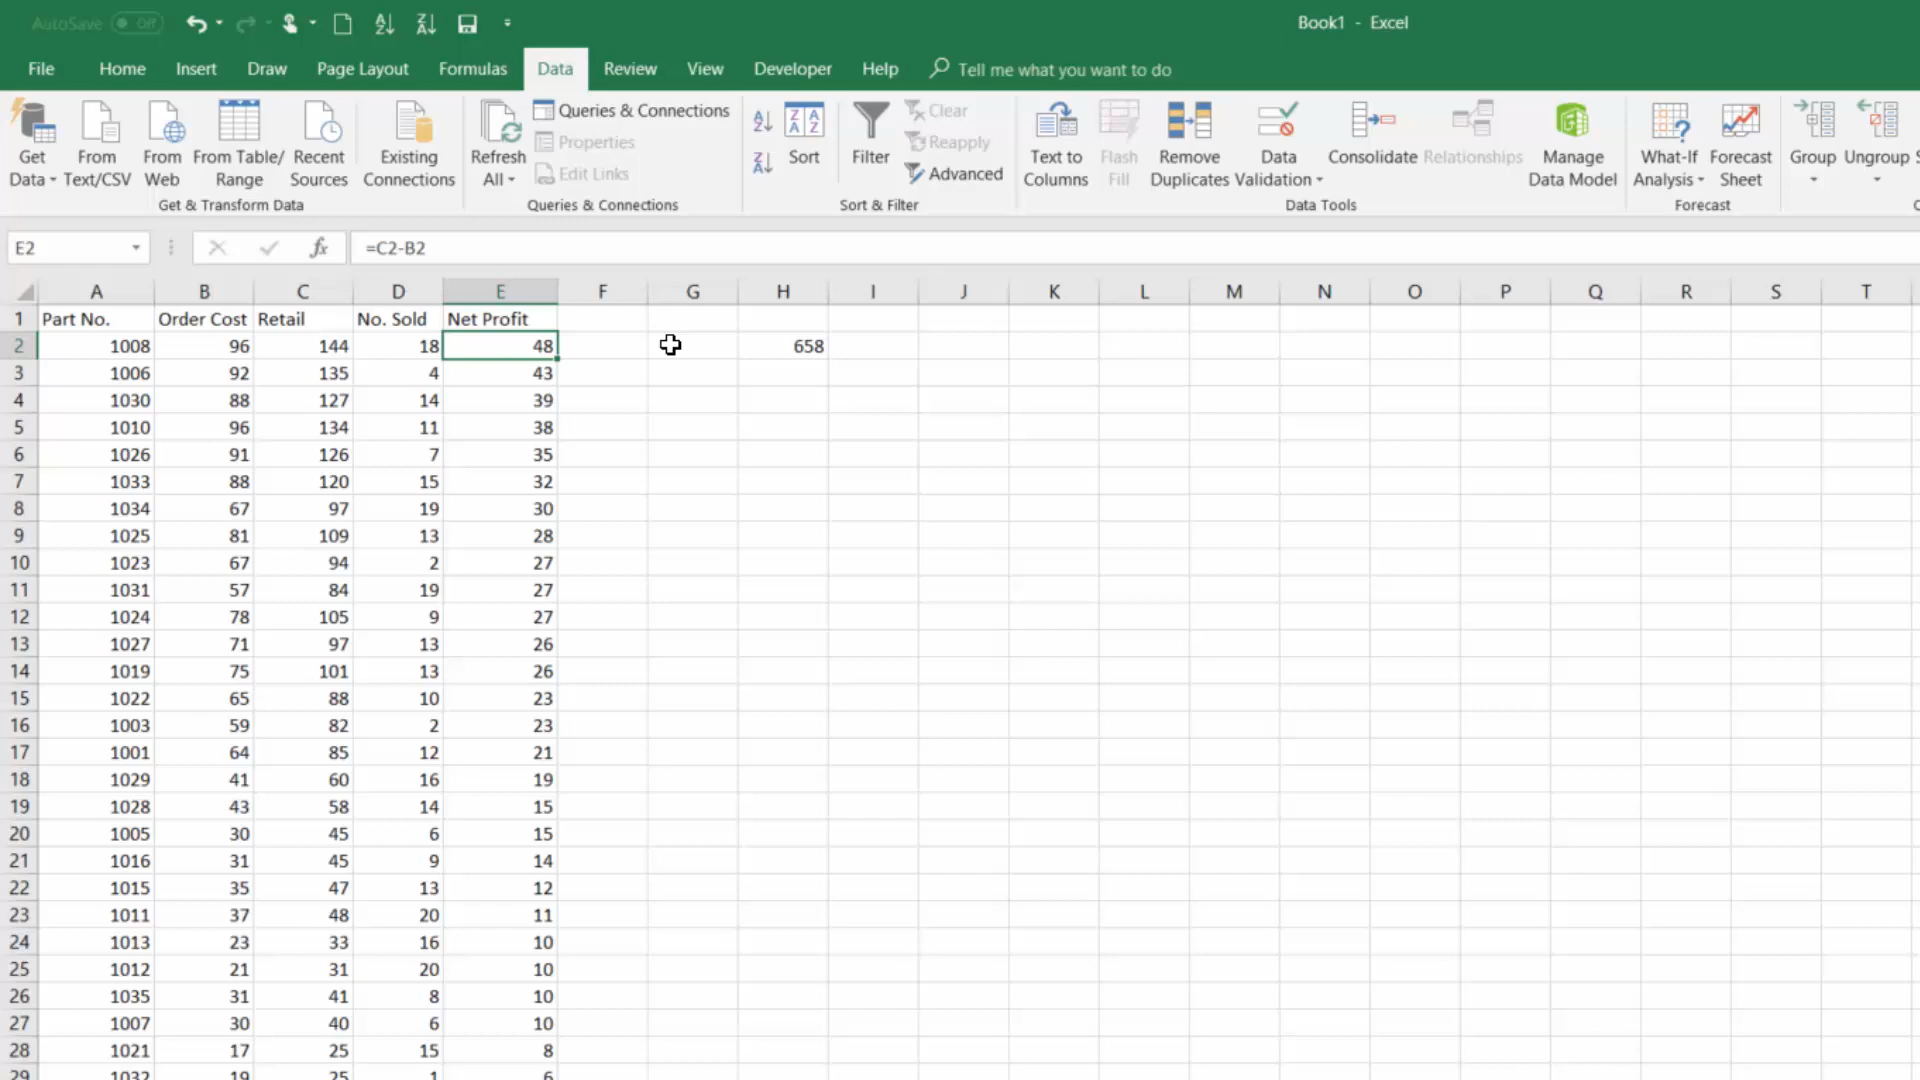 AutoSave Off
Book1 - Excel
File Home Insert Draw Page Layout Formulas Data Review View Developer Help Tell me what you want to do
Get Data
From Text/CSV
From Web
From Table/ Range
Recent Sources
Existing Connections
Get & Transform Data
Refresh All
Queries & Connections
Properties
Edit Links
Queries & Connections
Sort
Filter
Clear
Reapply
Advanced
Sort & Filter
Text to Columns
Flash Fill
Remove Duplicates
Data Validation
Consolidate
Relationships
Manage Data Model
Data Tools
What-If Analysis
Forecast Sheet
Forecast
Group
Ungroup
E2 fx =C2-B2
A B C D E F G H I J K L M N O P Q R S T
1 Part No. Order Cost Retail No. Sold Net Profit
2 1008 96 144 18 48 658
3 1006 92 135 4 43
4 1030 88 127 14 39
5 1010 96 134 11 38
6 1026 91 126 7 35
7 1033 88 120 15 32
8 1034 67 97 19 30
9 1025 81 109 13 28
10 1023 67 94 2 27
11 1031 57 84 19 27
12 1024 78 105 9 27
13 1027 71 97 13 26
14 1019 75 101 13 26
15 1022 65 88 10 23
16 1003 59 82 2 23
17 1001 64 85 12 21
18 1029 41 60 16 19
19 1028 43 58 14 15
20 1005 30 45 6 15
21 1016 31 45 9 14
22 1015 35 47 13 12
23 1011 37 48 20 11
24 1013 23 33 16 10
25 1012 21 31 20 10
26 1035 31 41 8 10
27 1007 30 40 6 10
28 1021 17 25 15 8
29 1032 19 25 1 6